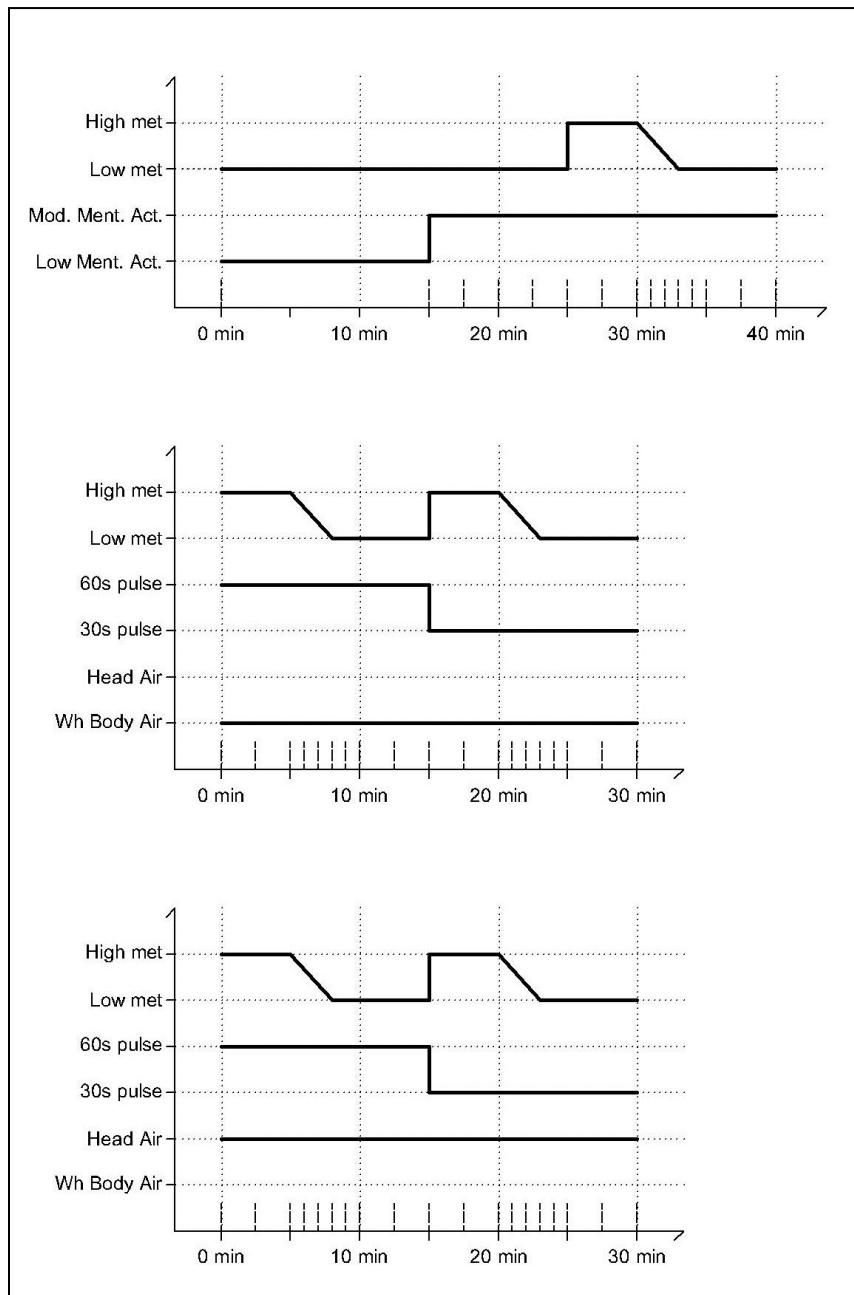 High met
Low met
Mod. Ment. Act.
Low Ment. Act.
0 min 10 min 20 min 30 min 40 min
High met
Low met
60s pulse
30s pulse
Head Air
Wh Body Air
0 min 10 min 20 min 30 min
High met
Low met
60s pulse
30s pulse
Head Air
Wh Body Air
0 min 10 min 20 min 30 min